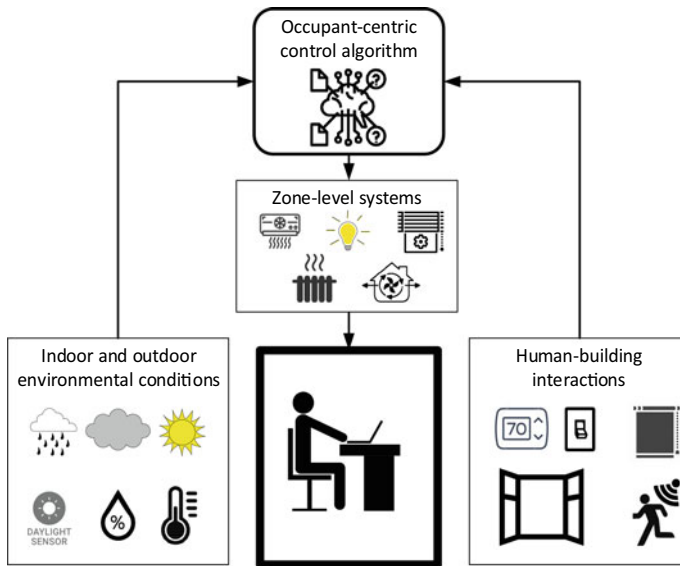 Occupant-centric
control algorithm
?
?
Zone-level systems
Indoor and outdoor
environmental conditions
DAYLIGHT
SENSOR
%
Human-building
interactions
70